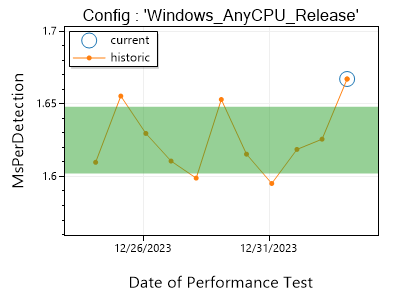 Config : 'Windows_AnyCPU_Release'
current
historic
1.7
1.65
1.6
MsPerDetection
12/26/2023
12/31/2023
Date of Performance Test